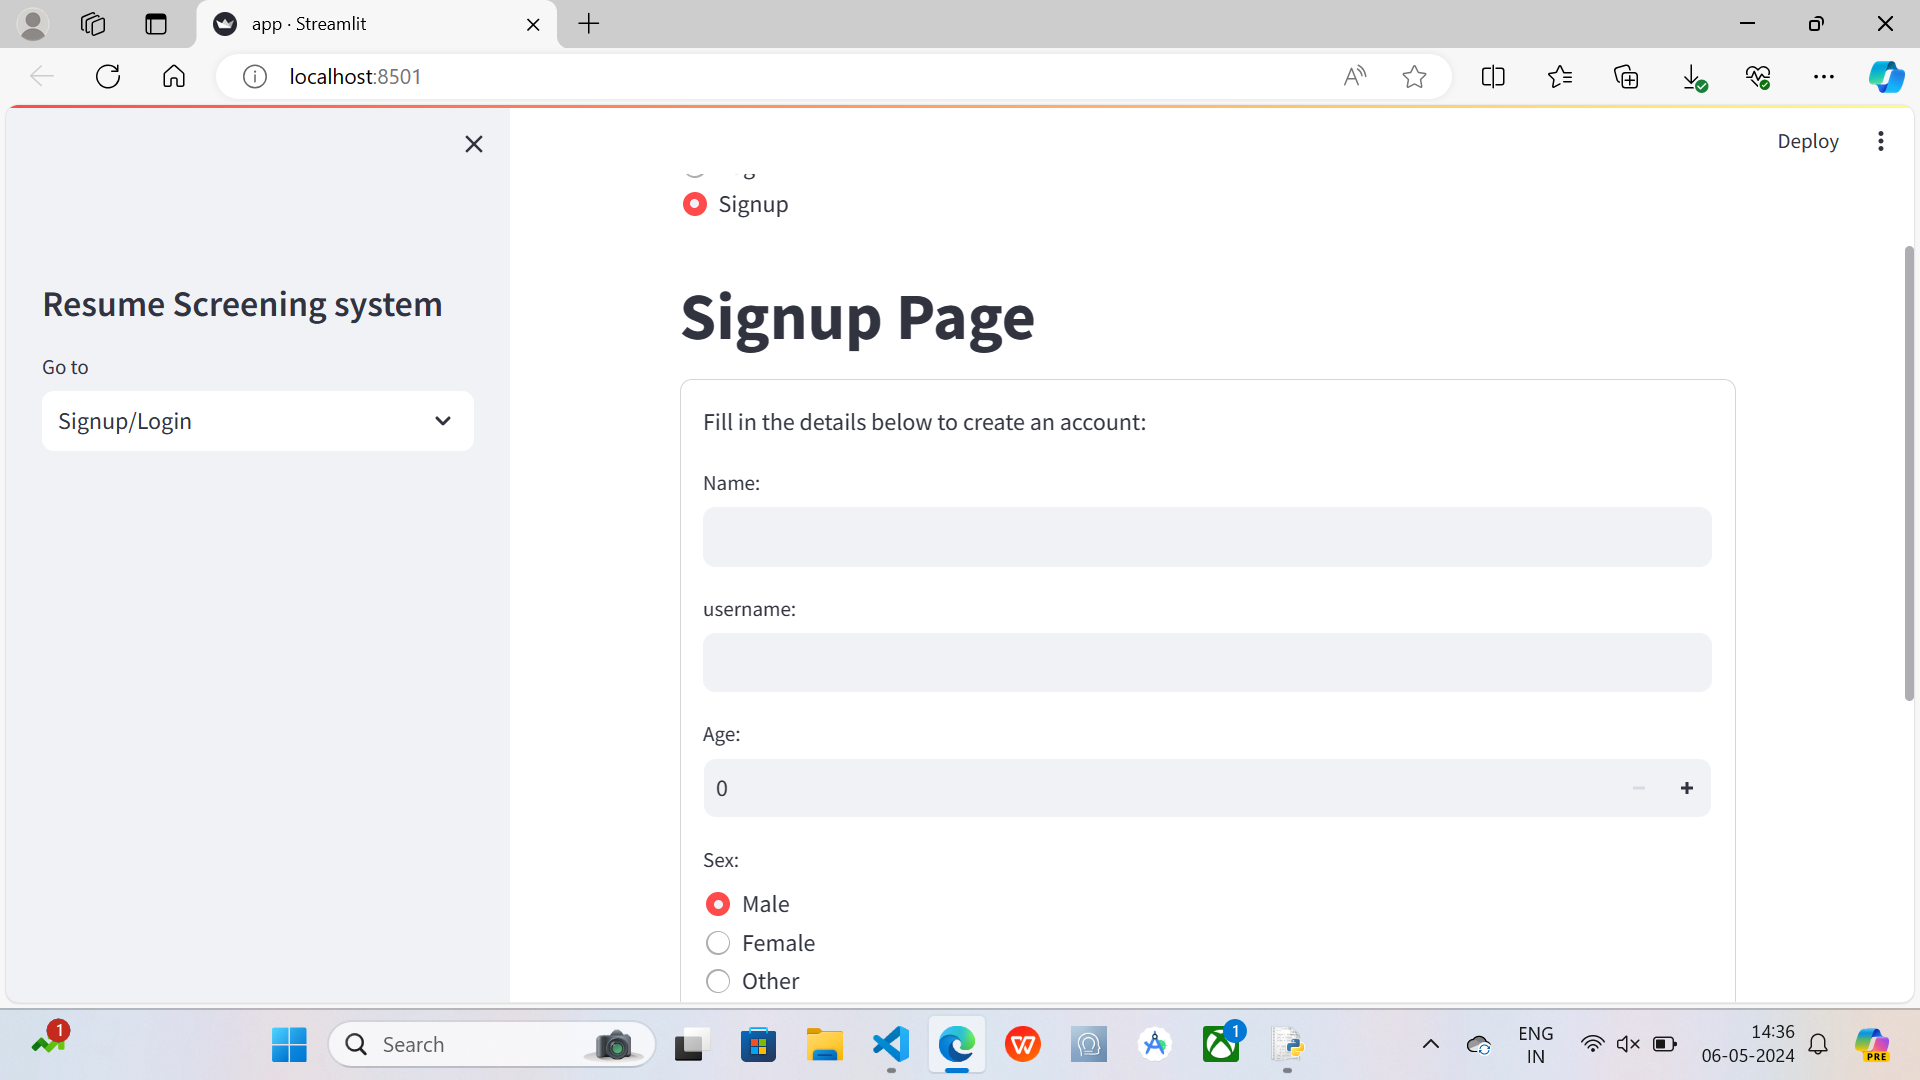 app · Streamlit
localhost:8501
Deploy
Signup
Resume Screening system
Go to
Signup/Login
Signup Page
Fill in the details below to create an account:
Name:
username:
Age:
0
Sex:
Male
Female
Other
1
Search
1
ENG
IN
14:36
06-05-2024
PRE